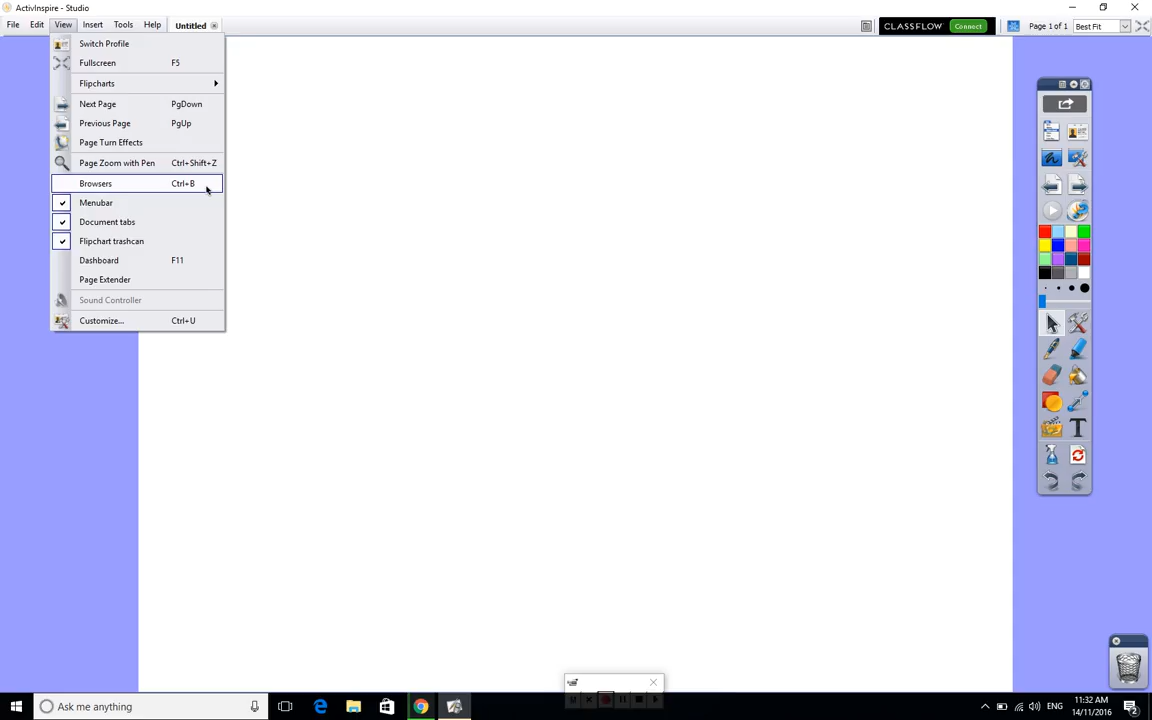 ActivInspire - Studio
File Edit View Insert Tools Help Untitled CLASSFLOW Connect Page 1 of 1 Best Fit
Switch Profile
Fullscreen F5
Flipcharts
Next Page PgDown
Previous Page PgUp
Page Turn Effects
Page Zoom with Pen Ctrl+Shift+Z
Browsers Ctrl+B
Menubar
Document tabs
Flipchart trashcan
Dashboard F11
Page Extender
Sound Controller
Customize... Ctrl+U
T
Ask me anything
ENG
11:32 AM
14/11/2016
2